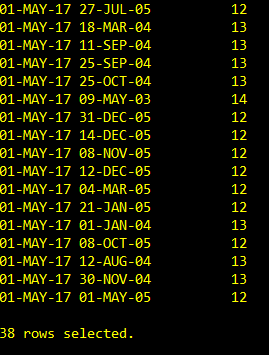 01-MAY-17 27-JUL-05 12
01-MAY-17 18-MAR-04 13
01-MAY-17 11-SEP-04 13
01-MAY-17 25-SEP-04 13
01-MAY-17 25-OCT-04 13
01-MAY-17 09-MAY-03 14
01-MAY-17 31-DEC-05 12
01-MAY-17 14-DEC-05 12
01-MAY-17 08-NOV-05 12
01-MAY-17 12-DEC-05 12
01-MAY-17 04-MAR-05 12
01-MAY-17 21-JAN-05 12
01-MAY-17 01-JAN-04 13
01-MAY-17 08-OCT-05 12
01-MAY-17 12-AUG-04 13
01-MAY-17 30-NOV-04 13
01-MAY-17 01-MAY-05 12
38 rows selected.